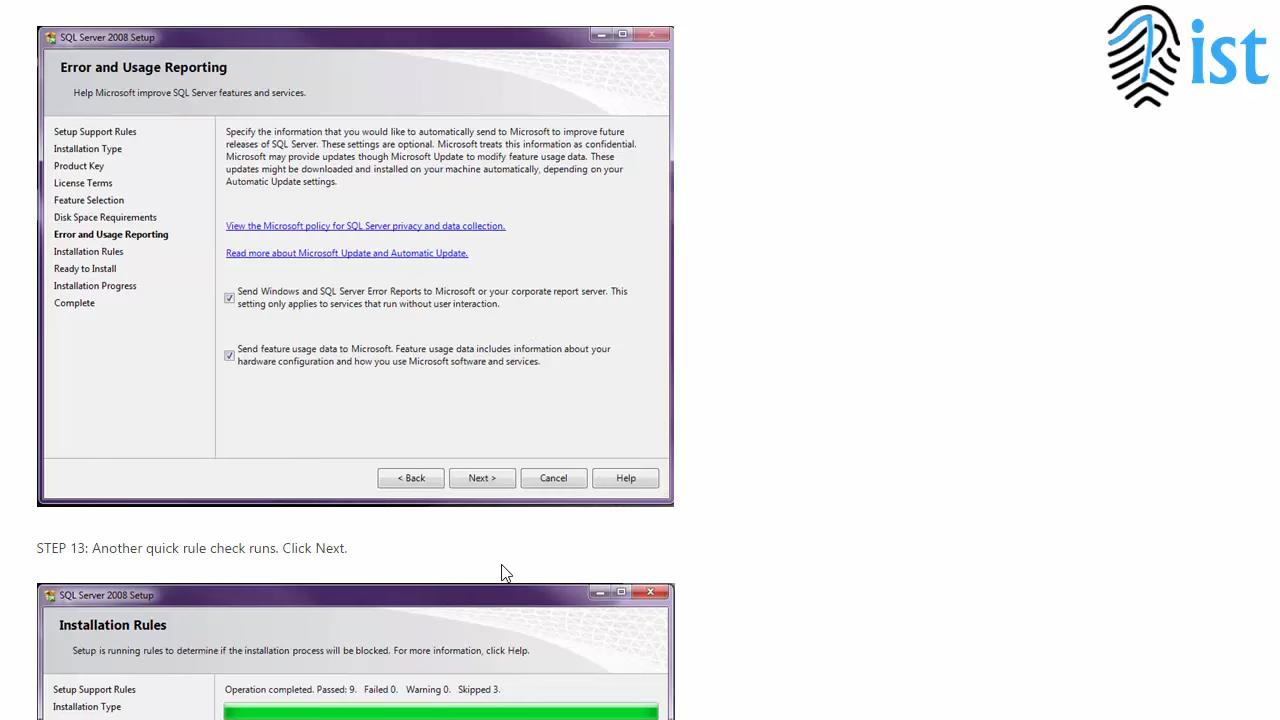 SQL Server 2008 Setup
ist
Error and Usage Reporting
Help Microsoft improve SQL Server features and services.
Setup Support Rules
Installation Type
Product Key
License Terms
Feature Selection
Disk Space Requirements
Error and Usage Reporting
Installation Rules
Ready to Install
Installation Progress
Complete
Specify the information that you would like to automatically send to Microsoft to improve future
releases of SQL Server. These settings are optional. Microsoft treats this information as confidential.
Microsoft may provide updates though Microsoft Update to modify feature usage data. These
updates might be downloaded and installed on your machine automatically, depending on your
Automatic Update settings.
View the Microsoft policy for SQL Server privacy and data collection.
Read more about Microsoft Update and Automatic Update.
Send Windows and SQL Server Error Reports to Microsoft or your corporate report server. This
setting only applies to services that run without user interaction.
Send feature usage data to Microsoft. Feature usage data includes information about your
hardware configuration and how you use Microsoft software and services.
< Back
Next >
Cancel
Help
STEP 13: Another quick rule check runs. Click Next.
SQL Server 2008 Setup
Installation Rules
Setup is running rules to determine if the installation process will be blocked. For more information, click Help.
Setup Support Rules
Installation Type
Operation completed. Passed: 9. Failed 0. Warning 0. Skipped 3.